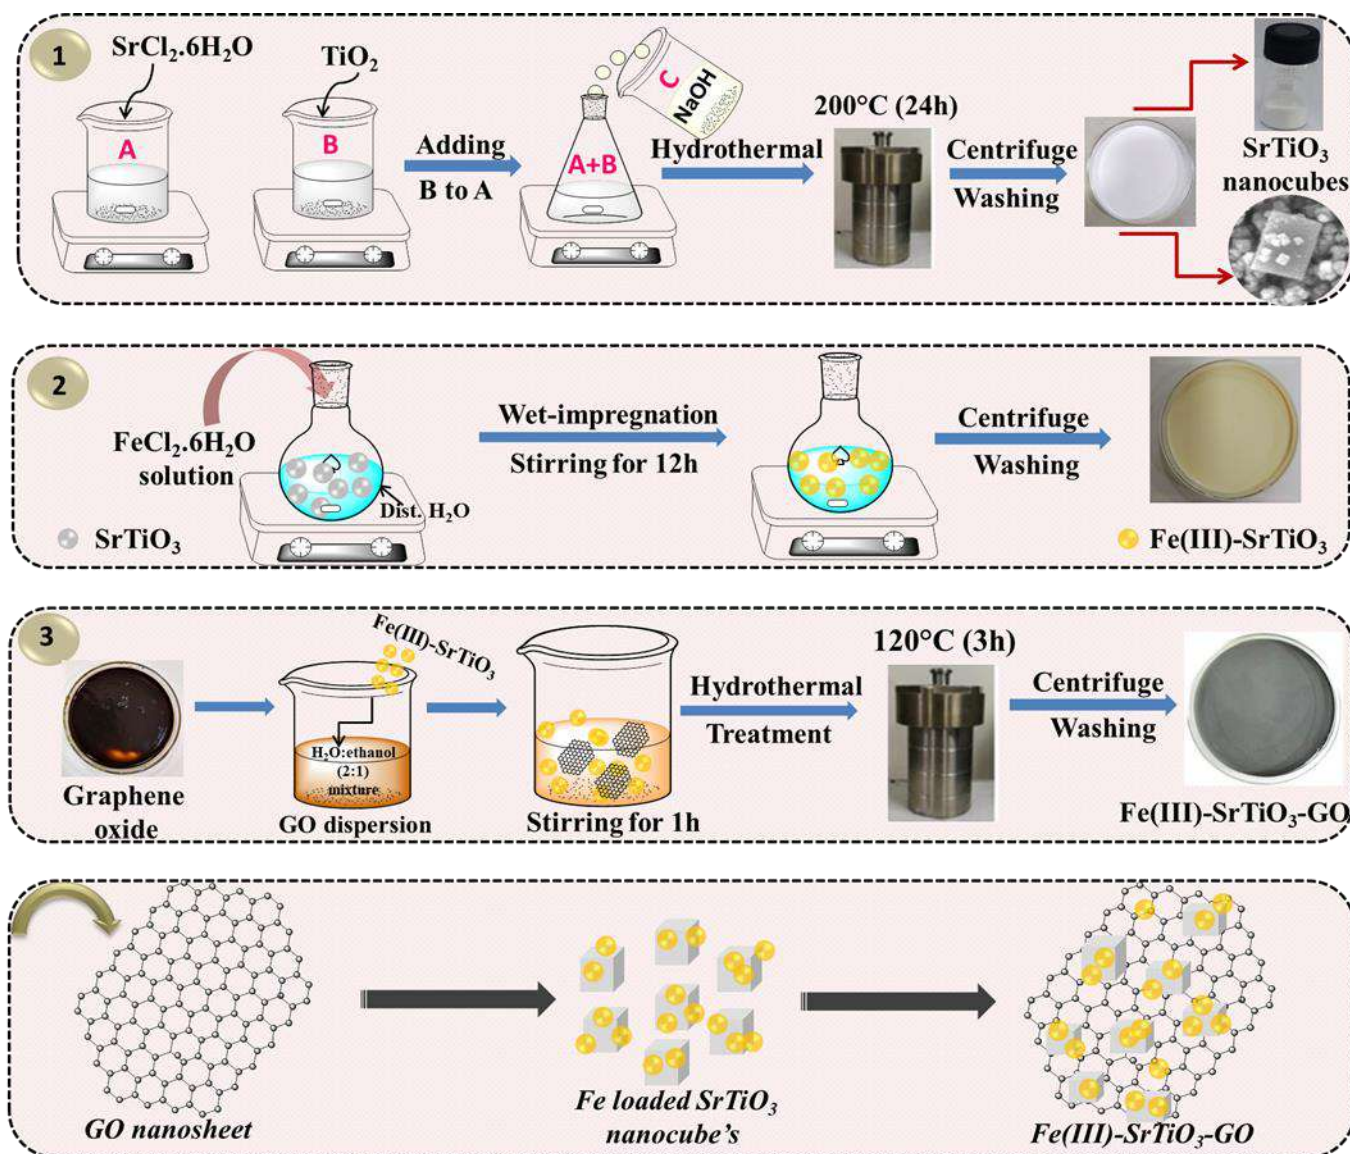 1
SrCl₂.6H₂O
TiO₂
A
B
Adding
B to A
C
NaOH
A+B
Hydrothermal
200°C (24h)
Centrifuge
Washing
SrTiO₃
nanocubes
2
FeCl₂.6H₂O
solution
Dist. H₂O
SrTiO₃
Wet-impregnation
Stirring for 12h
Centrifuge
Washing
Fe(III)-SrTiO₃
3
Graphene
oxide
Fe(III)-SrTiO₃
H₂O:ethanol
(2:1)
mixture
GO dispersion
Stirring for 1h
Hydrothermal
Treatment
120°C (3h)
Centrifuge
Washing
Fe(III)-SrTiO₃-GO
GO nanosheet
Fe loaded SrTiO₃
nanocube's
Fe(III)-SrTiO₃-GO